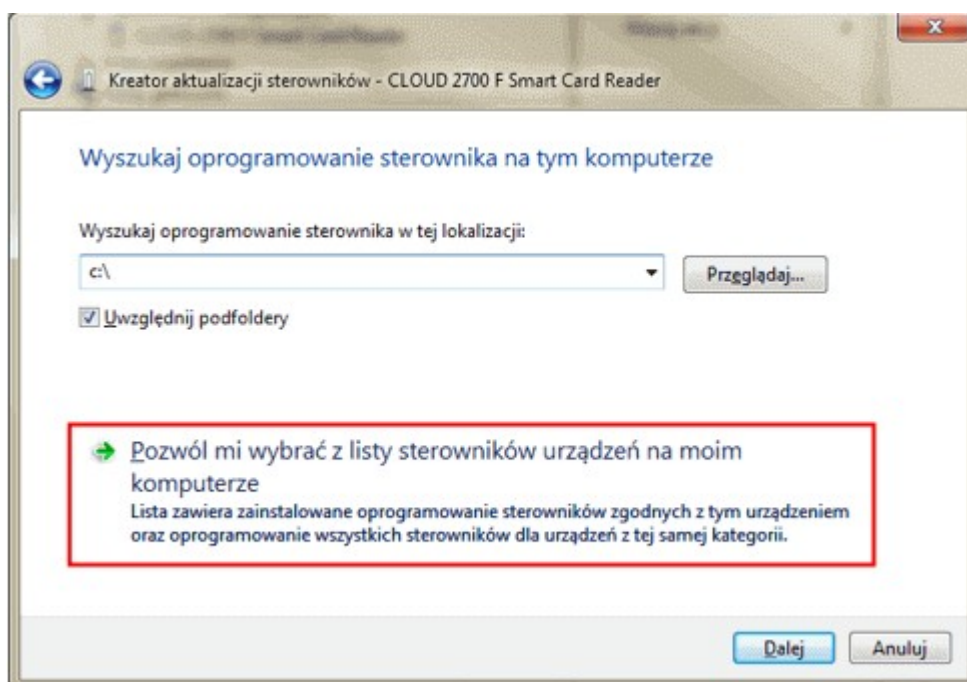 Kreator aktualizacji sterowników - CLOUD 2700 F Smart Card Reader
Wyszukaj oprogramowanie sterownika na tym komputerze
Wyszukaj oprogramowanie sterownika w tej lokalizacji:
c:\
Przeglądaj...
Uwzględnij podfoldery
Pozwól mi wybrać z listy sterowników urządzeń na moim
komputerze
Lista zawiera zainstalowane oprogramowanie sterowników zgodnych z tym urządzeniem
oraz oprogramowanie wszystkich sterowników dla urządzeń z tej samej kategorii.
Dalej
Anuluj